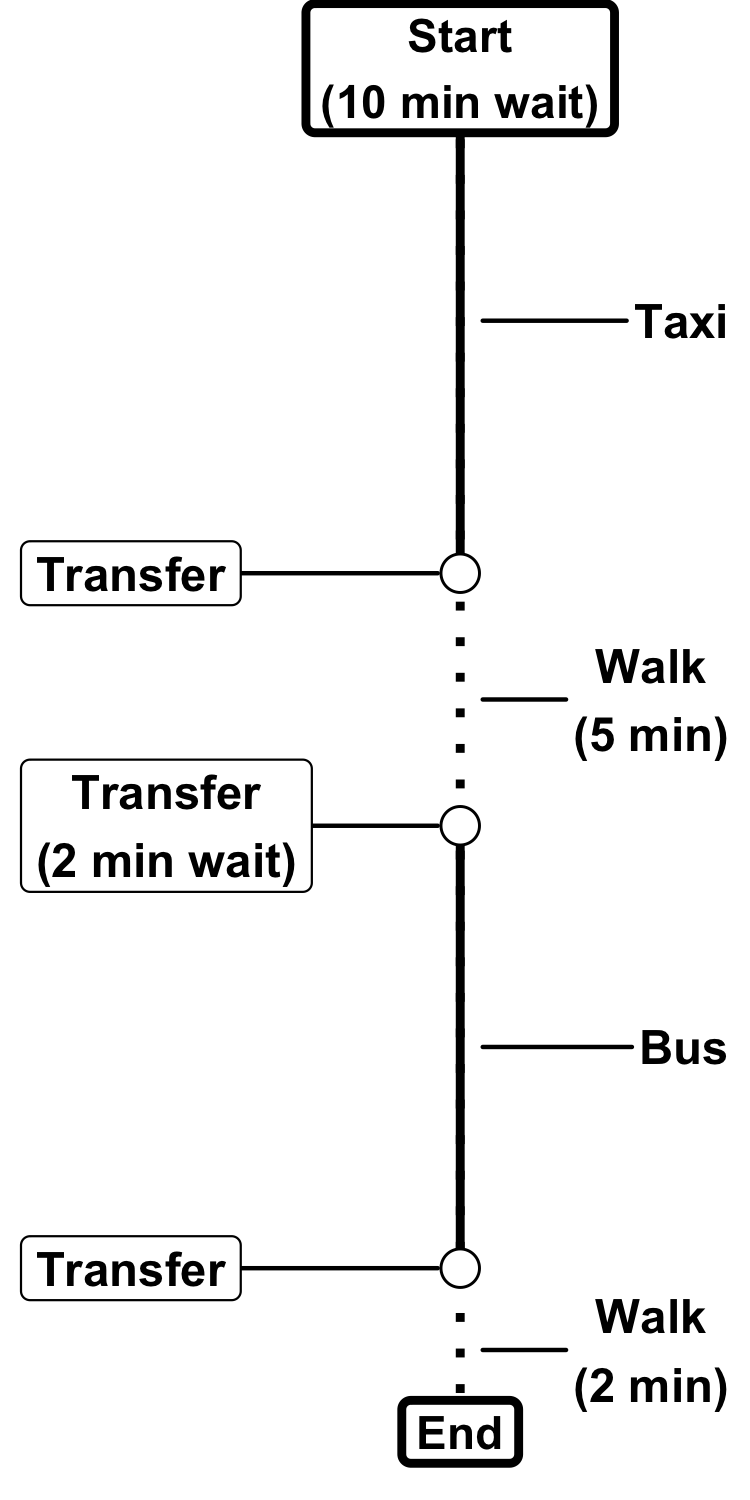 Start
(10 min wait)
Taxi
Transfer
Walk
(5 min)
Transfer
(2 min wait)
Bus
Transfer
Walk
(2 min)
End